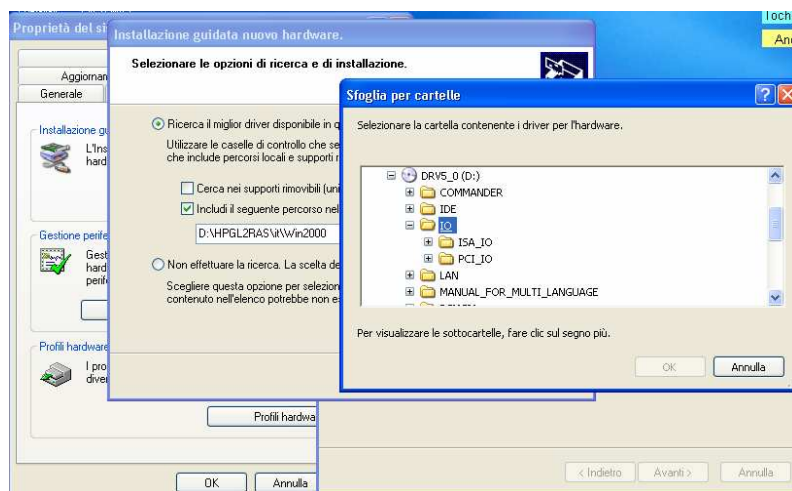 Proprietà del si
Installazione guidata nuovo hardware.
Selezionare le opzioni di ricerca e di installazione.
Aggiornan
Generale
Installazione gu
L'Ins
hard
Gestione perife
Gest
hard
perif
Profili hardware
I pro
diver
Profili hardwa
OK
Annulla
Ricerca il miglior driver disponibile in q
Utilizzare le caselle di controllo che se
che include percorsi locali e supporti r
Cerca nei supporti rimovibili (uni
Includi il seguente percorso nel
D:\HPGL2RAS\it\Win2000
Non effettuare la ricerca. La scelta de
Scegliere questa opzione per selezion
contenuto nell'elenco potrebbe non e
Sfoglia per cartelle
Selezionare la cartella contenente i driver per l'hardware.
DRV5_0 (D:)
COMMANDER
IDE
IO
ISA_IO
PCI_IO
LAN
MANUAL_FOR_MULTI_LANGUAGE
Per visualizzare le sottocartelle, fare clic sul segno più.
OK
Annulla
< Indietro
Avanti >
Annulla